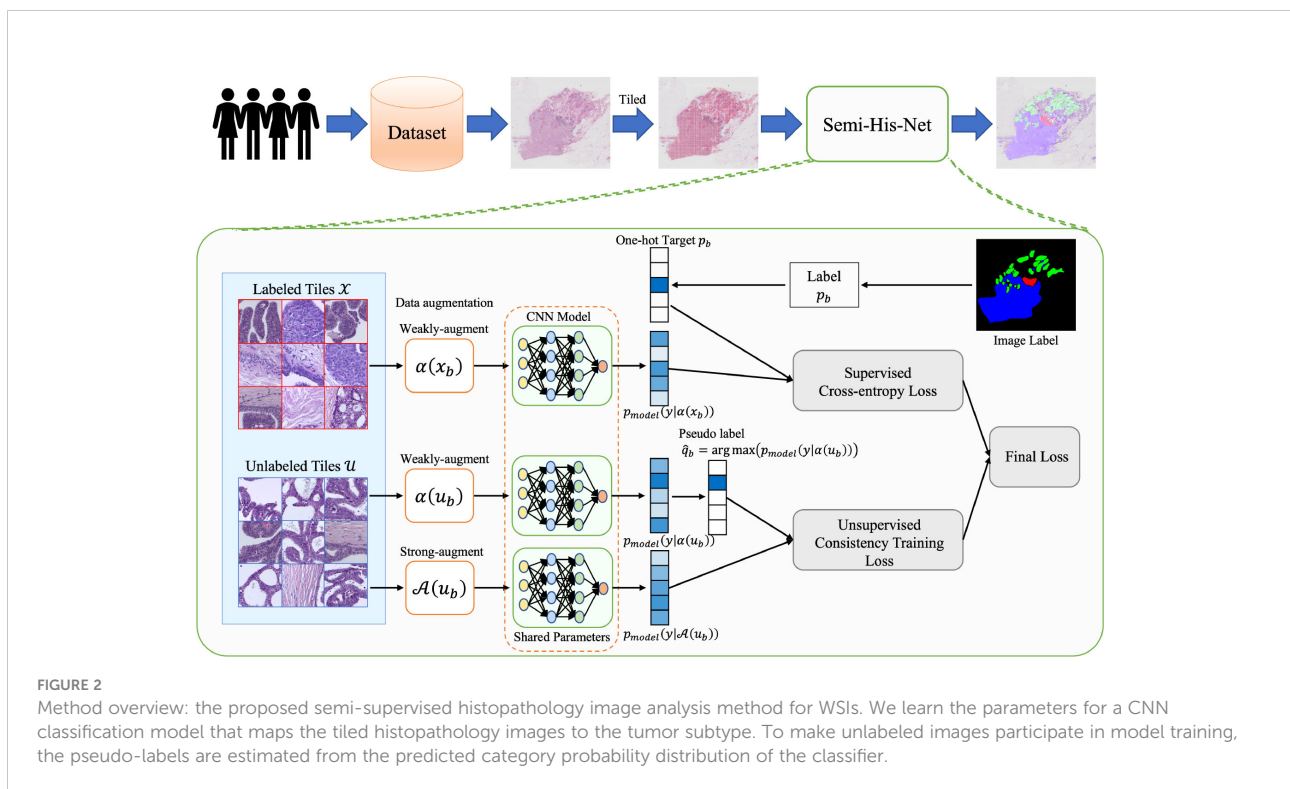 Tiled
Dataset
Semi-His-Net
One-hot Target p_b
Labeled Tiles 𝒳
Data augmentation
Weakly-augment
CNN Model
Label
p_b
Image Label
α(x_b)
Supervised
Cross-entropy Loss
p_model(y|α(x_b))
Pseudo label
q̂_b = arg max(p_model(y|α(u_b)))
Final Loss
Unlabeled Tiles 𝒰
Weakly-augment
α(u_b)
p_model(y|α(u_b))
Unsupervised
Consistency Training
Loss
Strong-augment
𝒜(u_b)
Shared Parameters
p_model(y|𝒜(u_b))
FIGURE 2
Method overview: the proposed semi-supervised histopathology image analysis method for WSIs. We learn the parameters for a CNN
classification model that maps the tiled histopathology images to the tumor subtype. To make unlabeled images participate in model training,
the pseudo-labels are estimated from the predicted category probability distribution of the classifier.